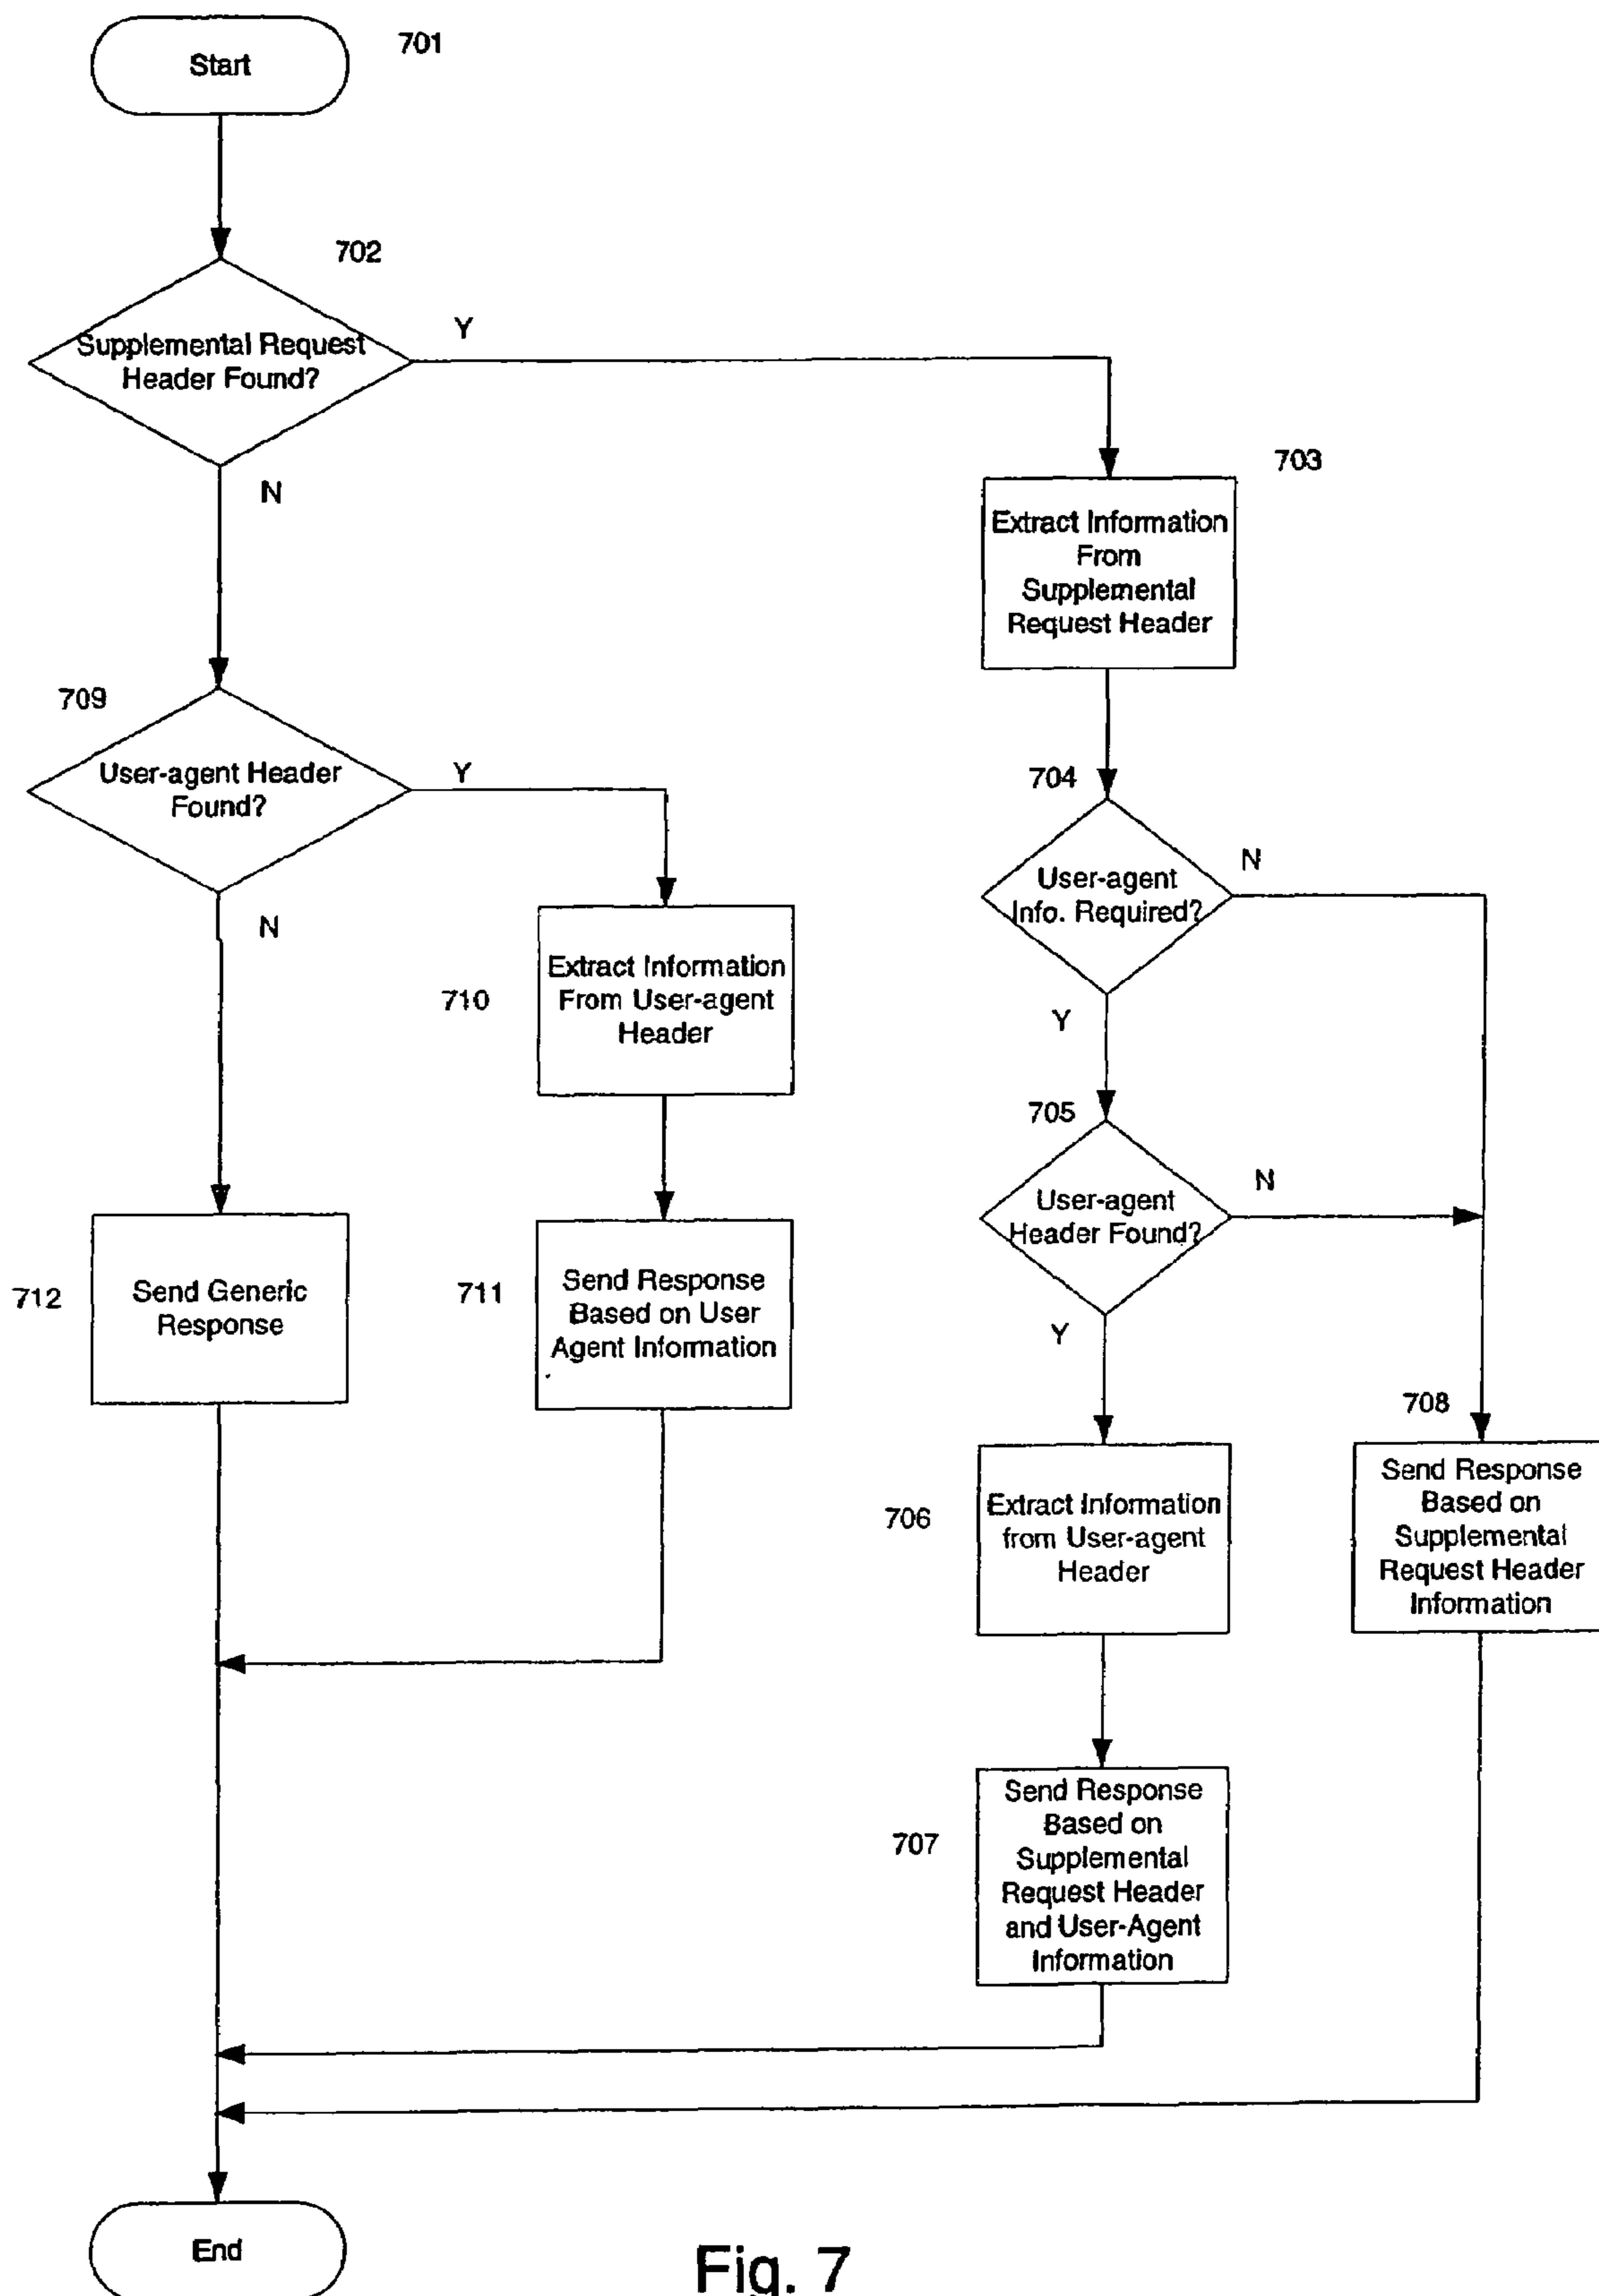 Start
701
702
Supplemental Request
Header Found?
Y
N
703
Extract Information
From
Supplemental
Request Header
709
User-agent Header
Found?
Y
N
704
User-agent
Info. Required?
N
Y
710
Extract Information
From User-agent
Header
705
User-agent
Header Found?
N
Y
712
Send Generic
Response
711
Send Response
Based on User
Agent Information
708
Send Response
Based on
Supplemental
Request Header
Information
706
Extract Information
from User-agent
Header
707
Send Response
Based on
Supplemental
Request Header
and User-Agent
Information
End
Fig. 7